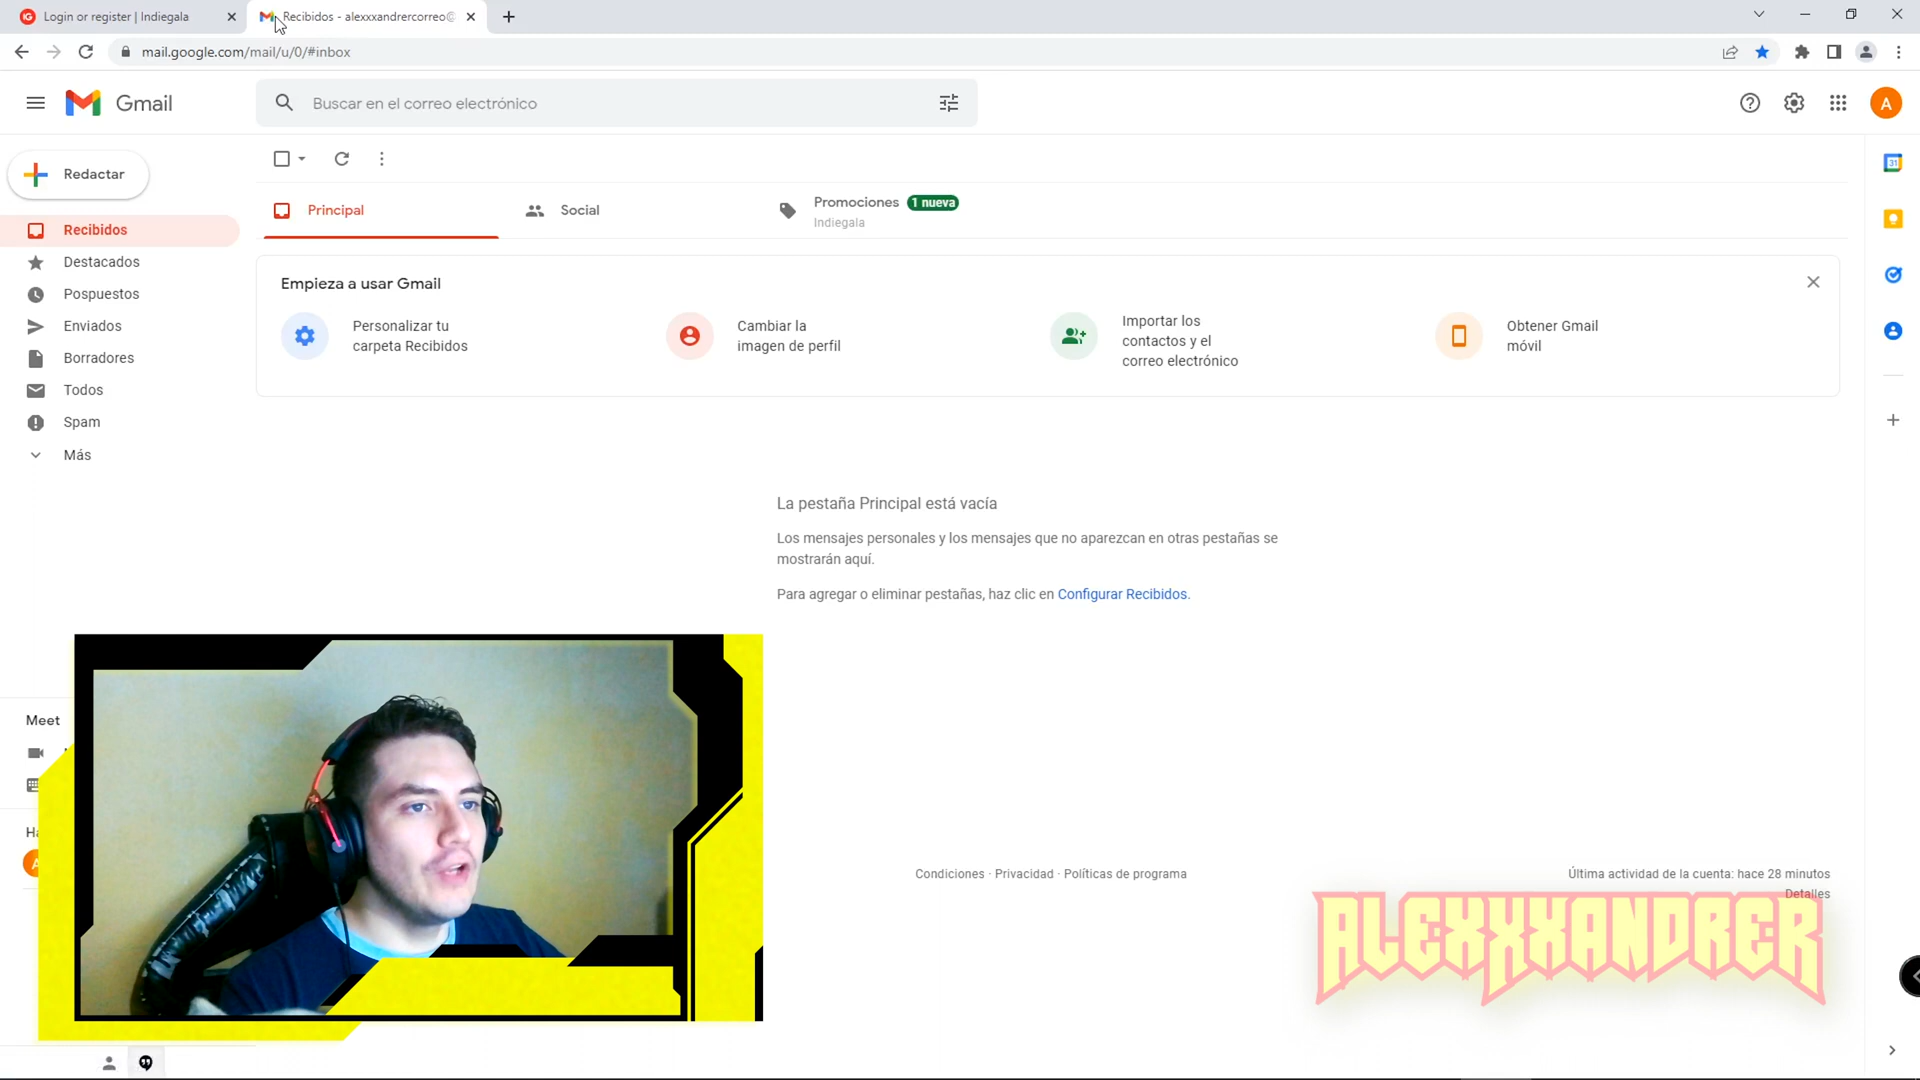 Login or register | Indiegala
Recibidos - alexxxandrercorreo@
mail.google.com/mail/u/0/#inbox
Gmail
Buscar en el correo electrónico
A
Redactar
Recibidos
Destacados
Pospuestos
Enviados
Borradores
Todos
Spam
Más
Principal
Social
Promociones 1 nueva
Indiegala
31
Empieza a usar Gmail
Personalizar tu
carpeta Recibidos
Cambiar la
imagen de perfil
Importar los
contactos y el
correo electrónico
Obtener Gmail
móvil
La pestaña Principal está vacía
Los mensajes personales y los mensajes que no aparezcan en otras pestañas se
mostrarán aquí.
Para agregar o eliminar pestañas, haz clic en Configurar Recibidos.
Meet
Ha
Condiciones · Privacidad · Políticas de programa
Última actividad de la cuenta: hace 28 minutos
Detalles
ALEXXXANDRER